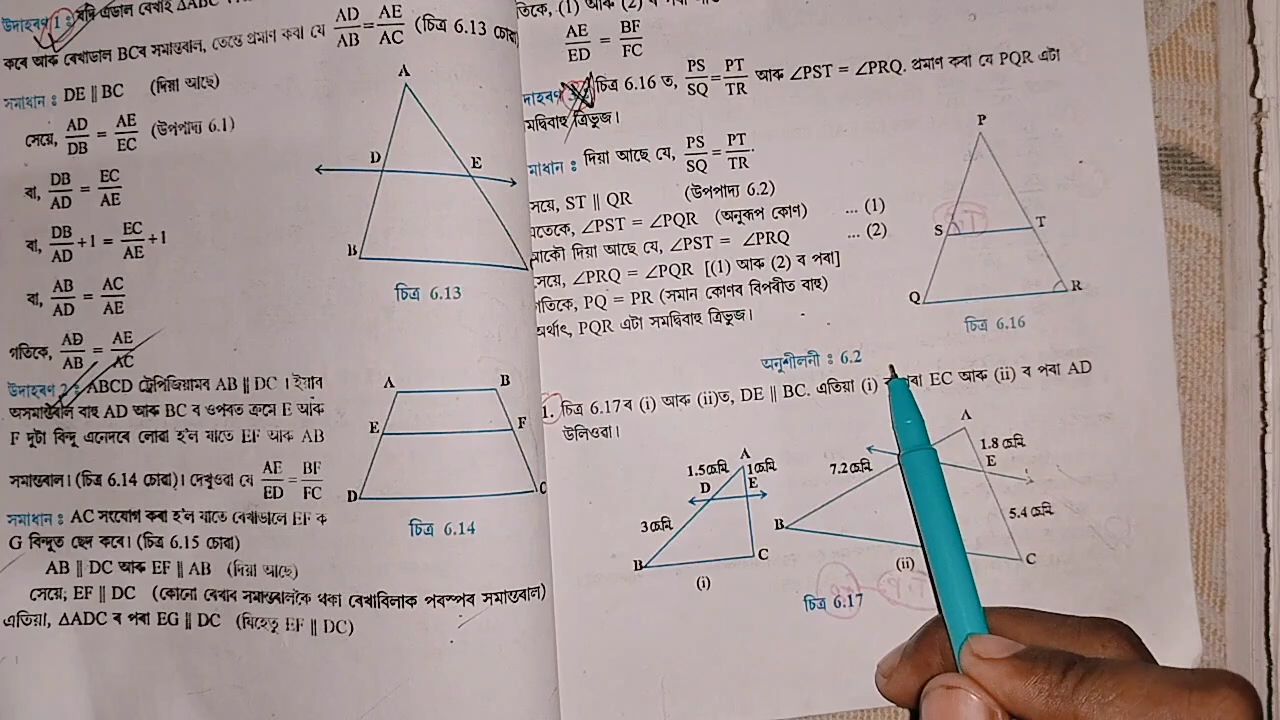 উদাহৰণ 1 :
কৰে আৰু ৰেখাডাল BCৰ সমান্তৰাল, তেন্তে প্ৰমাণ কৰা যে AD/AB = AE/AC (চিত্ৰ 6.13 চোৱা)
সমাধান : DE || BC (দিয়া আছে)
সেয়ে, AD/DB = AE/EC (উপপাদ্য 6.1)
বা, DB/AD = EC/AE
বা, DB/AD +1 = EC/AE +1
বা, AB/AD = AC/AE
গতিকে, AD/AB = AE/AC
A
D
E
B
চিত্ৰ 6.13
উদাহৰণ 2 : ABCD ট্ৰেপিজিয়ামৰ AB || DC । ইয়াৰ
অসমান্তৰাল বাহু AD আৰু BC ৰ ওপৰত ক্ৰমে E আৰু
F দুটা বিন্দু এনেদৰে লোৱা হ'ল যাতে EF আৰু AB
সমান্তৰাল। (চিত্ৰ 6.14 চোৱা)। দেখুওৱা যে AE/ED = BF/FC
সমাধান : AC সংযোগ কৰা হ'ল যাতে ৰেখাডালে EF ক
G বিন্দুত ছেদ কৰে। (চিত্ৰ 6.15 চোৱা)
AB || DC আৰু EF || AB (দিয়া আছে)
সেয়ে, EF || DC (কোনো ৰেখাৰ সমান্তৰালকৈ থকা ৰেখাবিলাক পৰস্পৰ সমান্তৰাল)
এতিয়া, ΔADC ৰ পৰা EG || DC (যিহেতু EF || DC)
A
B
E
F
D
C
চিত্ৰ 6.14
তিকে, (1) আৰু (2) ৰ পৰা
AE/ED = BF/FC
দাহৰণ চিত্ৰ 6.16 ত, PS/SQ = PT/TR আৰু ∠PST = ∠PRQ. প্ৰমাণ কৰা যে PQR এটা
মদ্বিবাহু ত্ৰিভুজ।
মাধান : দিয়া আছে যে, PS/SQ = PT/TR.
সেয়ে, ST || QR (উপপাদ্য 6.2)
গতেকে, ∠PST = ∠PQR (অনুৰূপ কোণ) ... (1)
আকৌ দিয়া আছে যে, ∠PST = ∠PRQ ... (2)
সেয়ে, ∠PRQ = ∠PQR [(1) আৰু (2) ৰ পৰা]
গতিকে, PQ = PR (সমান কোণৰ বিপৰীত বাহু)
অৰ্থাৎ, PQR এটা সমদ্বিবাহু ত্ৰিভুজ।
P
S
T
Q
R
চিত্ৰ 6.16
অনুশীলনী : 6.2
1. চিত্ৰ 6.17ৰ (i) আৰু (ii)ত, DE || BC. এতিয়া (i) ৰ পৰা EC আৰু (ii) ৰ পৰা AD
উলিওৱা।
A
1.5 চেমি
1চেমি
D
E
3 চেমি
B
C
(i)
A
7.2 চেমি
1.8 চেমি
E
B
5.4 চেমি
C
(ii)
চিত্ৰ 6.17